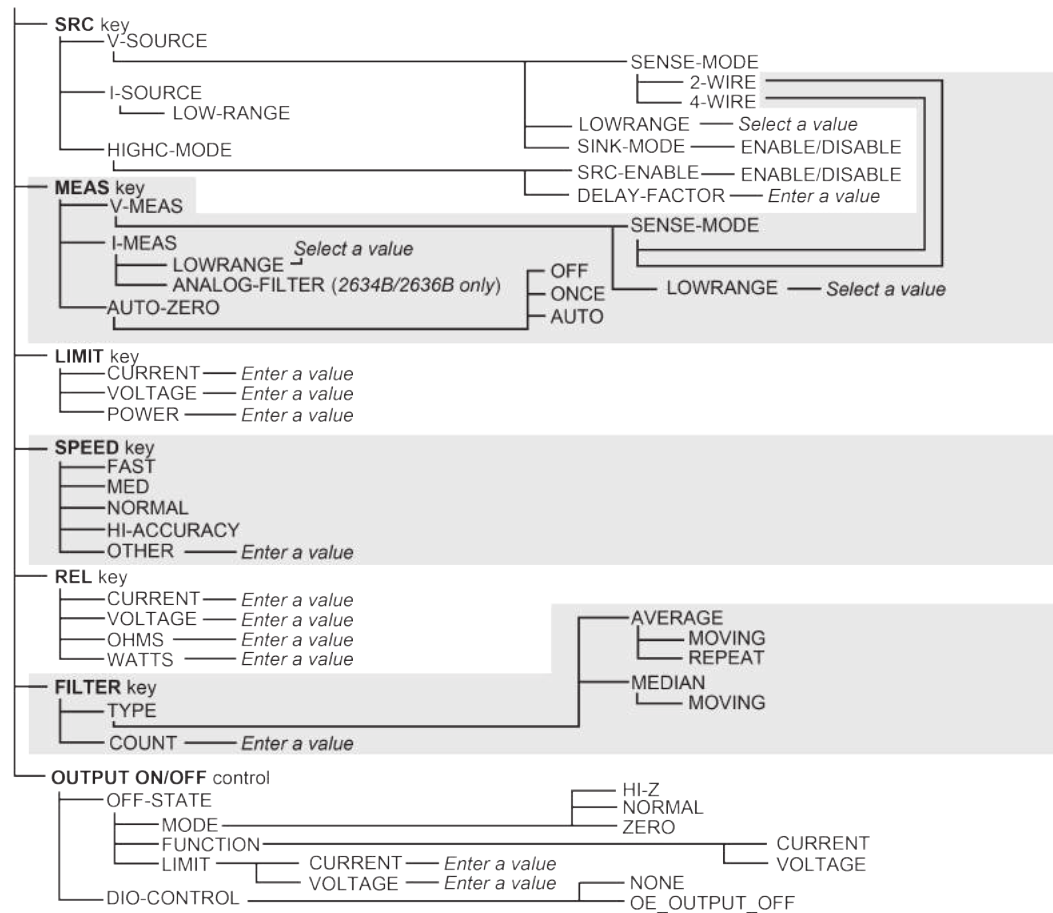 SRC key
V-SOURCE
SENSE-MODE
2-WIRE
4-WIRE
I-SOURCE
LOW-RANGE
LOWRANGE Select a value
SINK-MODE ENABLE/DISABLE
HIGHC-MODE
SRC-ENABLE ENABLE/DISABLE
DELAY-FACTOR Enter a value
MEAS key
V-MEAS
SENSE-MODE
I-MEAS
Select a value
LOWRANGE
ANALOG-FILTER (2634B/2636B only)
OFF
ONCE
AUTO
LOWRANGE Select a value
AUTO-ZERO
LIMIT key
CURRENT Enter a value
VOLTAGE Enter a value
POWER Enter a value
SPEED key
FAST
MED
NORMAL
HI-ACCURACY
OTHER Enter a value
REL key
CURRENT Enter a value
VOLTAGE Enter a value
OHMS Enter a value
WATTS Enter a value
AVERAGE
MOVING
REPEAT
MEDIAN
MOVING
FILTER key
TYPE
COUNT Enter a value
OUTPUT ON/OFF control
OFF-STATE
HI-Z
NORMAL
ZERO
MODE
FUNCTION
CURRENT
VOLTAGE
LIMIT
CURRENT Enter a value
VOLTAGE Enter a value
DIO-CONTROL
NONE
OE_OUTPUT_OFF